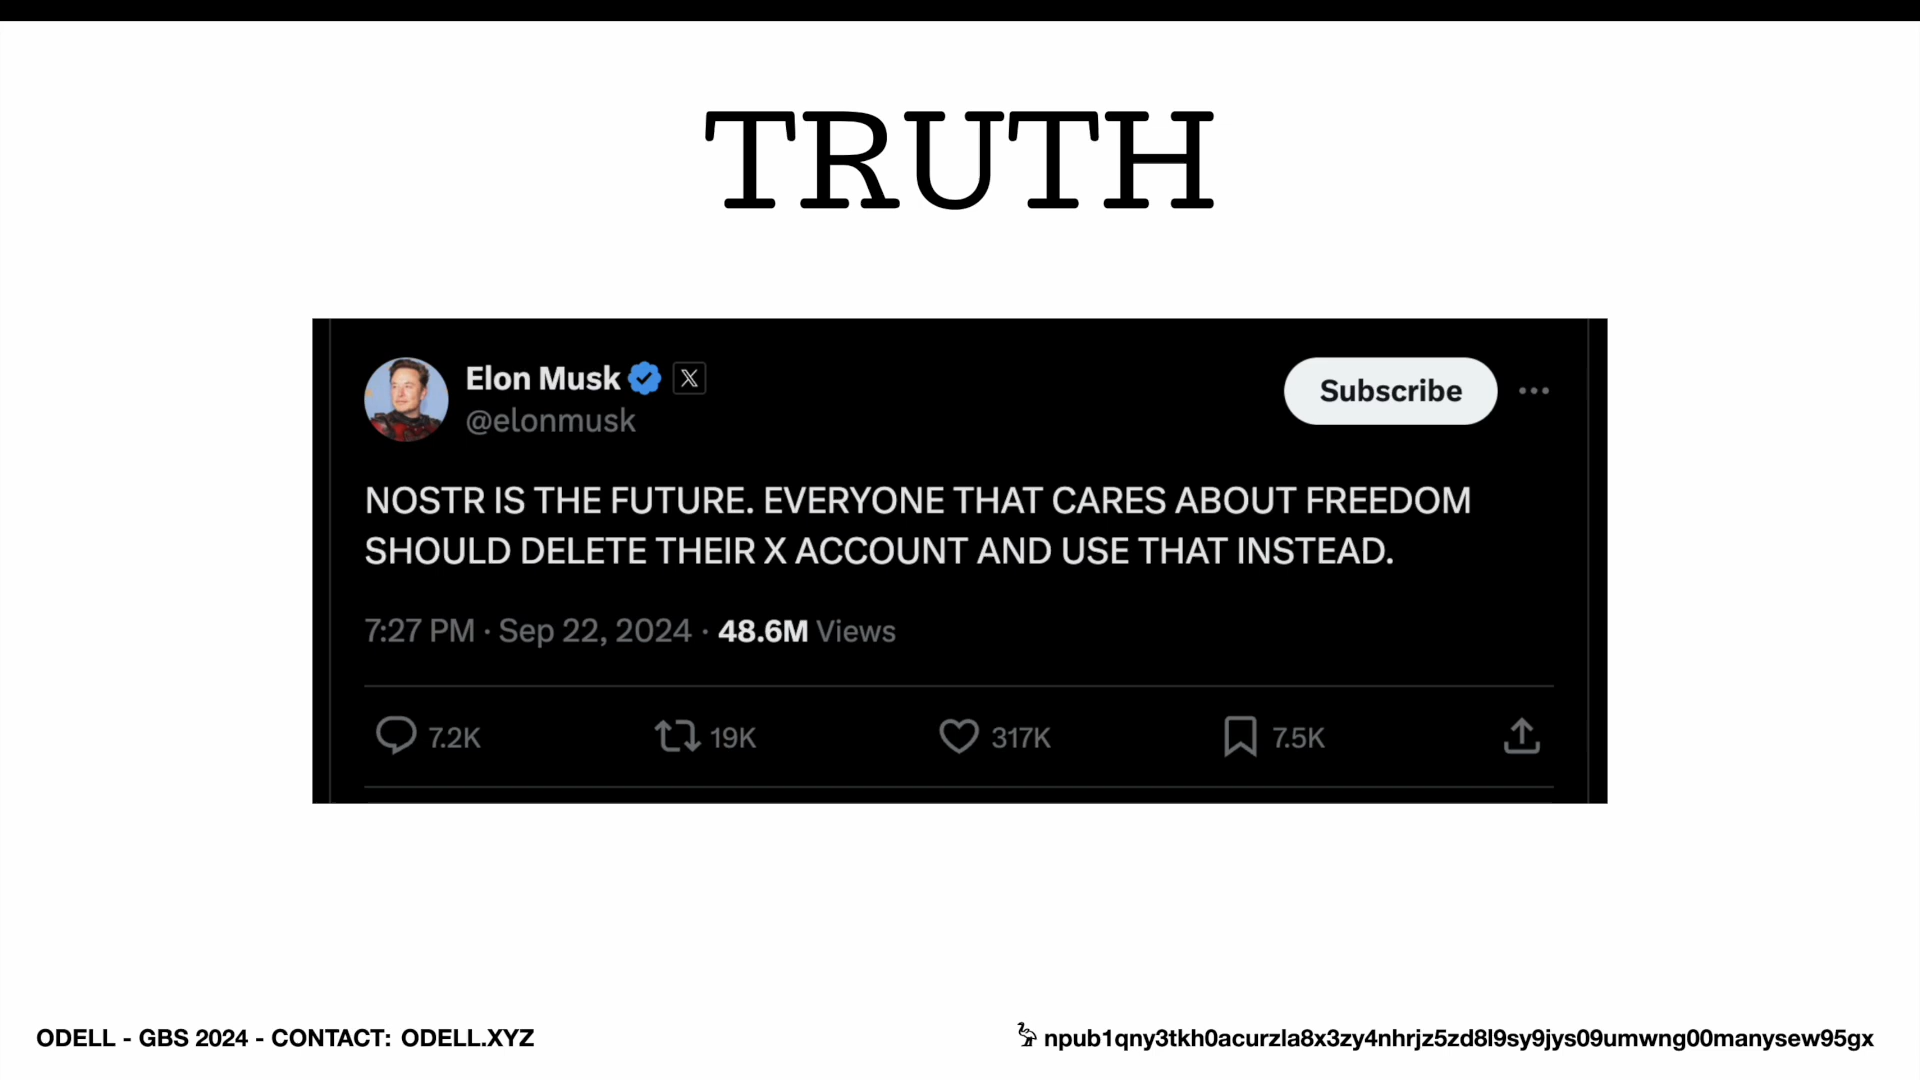 TRUTH
Elon Musk
@elonmusk
Subscribe
NOSTR IS THE FUTURE. EVERYONE THAT CARES ABOUT FREEDOM
SHOULD DELETE THEIR X ACCOUNT AND USE THAT INSTEAD.
7:27 PM · Sep 22, 2024 · 48.6M Views
7.2K 19K 317K 7.5K
ODELL - GBS 2024 - CONTACT: ODELL.XYZ
npub1qny3tkh0acurzla8x3zy4nhrjz5zd8l9sy9jys09umwng00manysew95gx